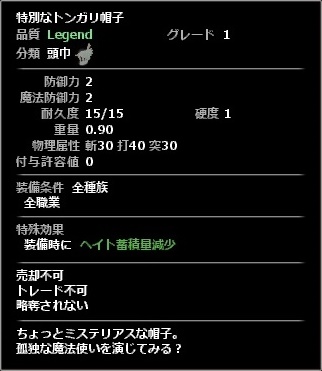 特別なトンガリ帽子
品質 Legend グレード 1
分類 頭巾
防御力 2
魔法防御力 2
耐久度 15/15 硬度 1
重量 0.90
物理属性 斬30 打40 突30
付与許容値 0
装備条件 全種族
全職業
特殊効果
装備時に ヘイト蓄積量減少
売却不可
トレード不可
略奪されない
ちょっとミステリアスな帽子。
孤独な魔法使いを演じてみる?